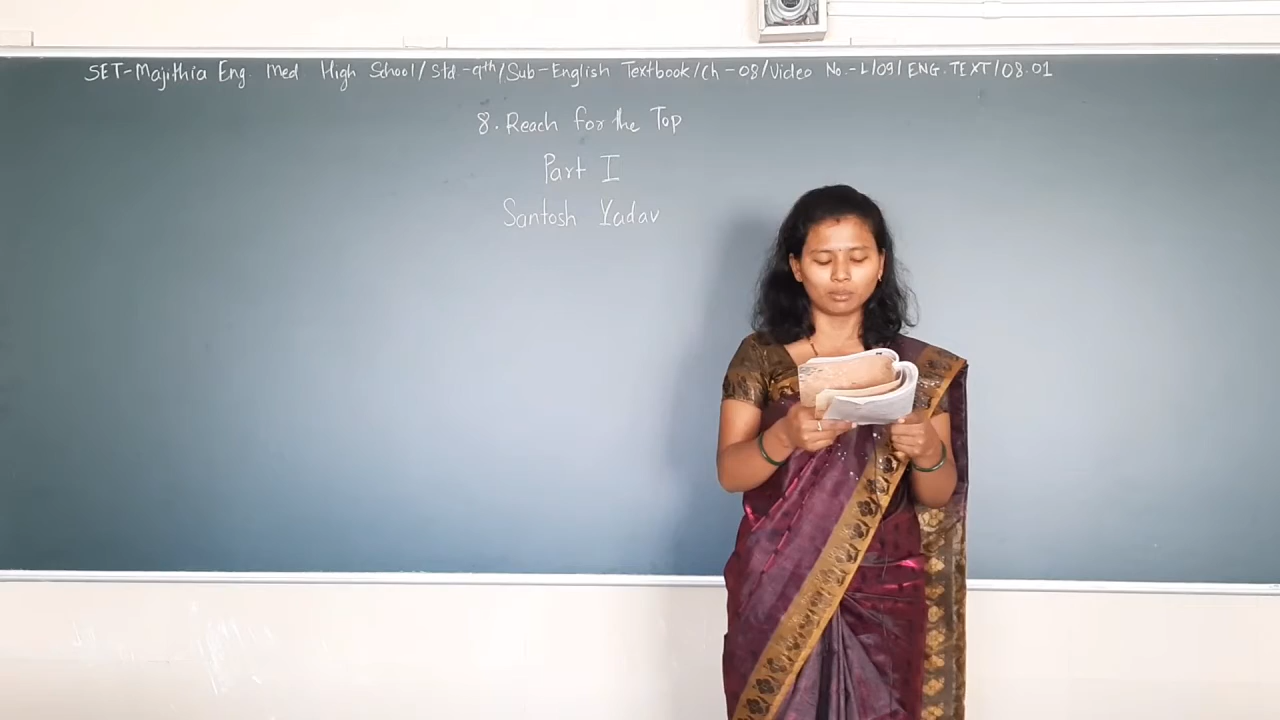 SET-Majithia Eng. Med High School/Std.-9th/Sub-English Textbook/Ch-08/Video No.-L/09/ENG.TEXT/08.01
8. Reach for the Top
Part I
Santosh Yadav